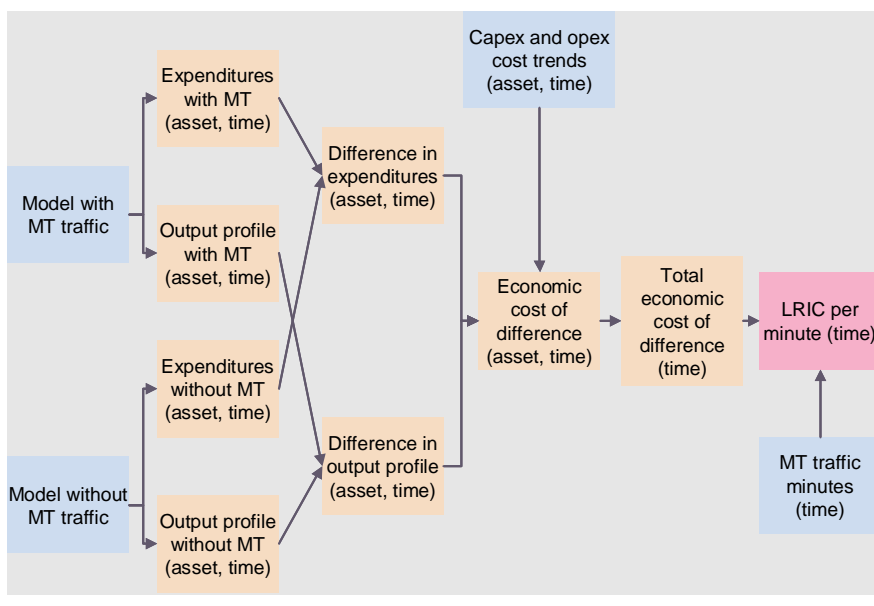 Capex and opex
cost trends
(asset, time)
Expenditures
with MT
(asset, time)
Difference in
expenditures
(asset, time)
Model with
MT traffic
Output profile
with MT
(asset, time)
Economic
cost of
difference
(asset, time)
Total
economic
cost of
difference
(time)
LRIC per
minute (time)
Expenditures
without MT
(asset, time)
Difference in
output profile
(asset, time)
MT traffic
minutes
(time)
Model without
MT traffic
Output profile
without MT
(asset, time)